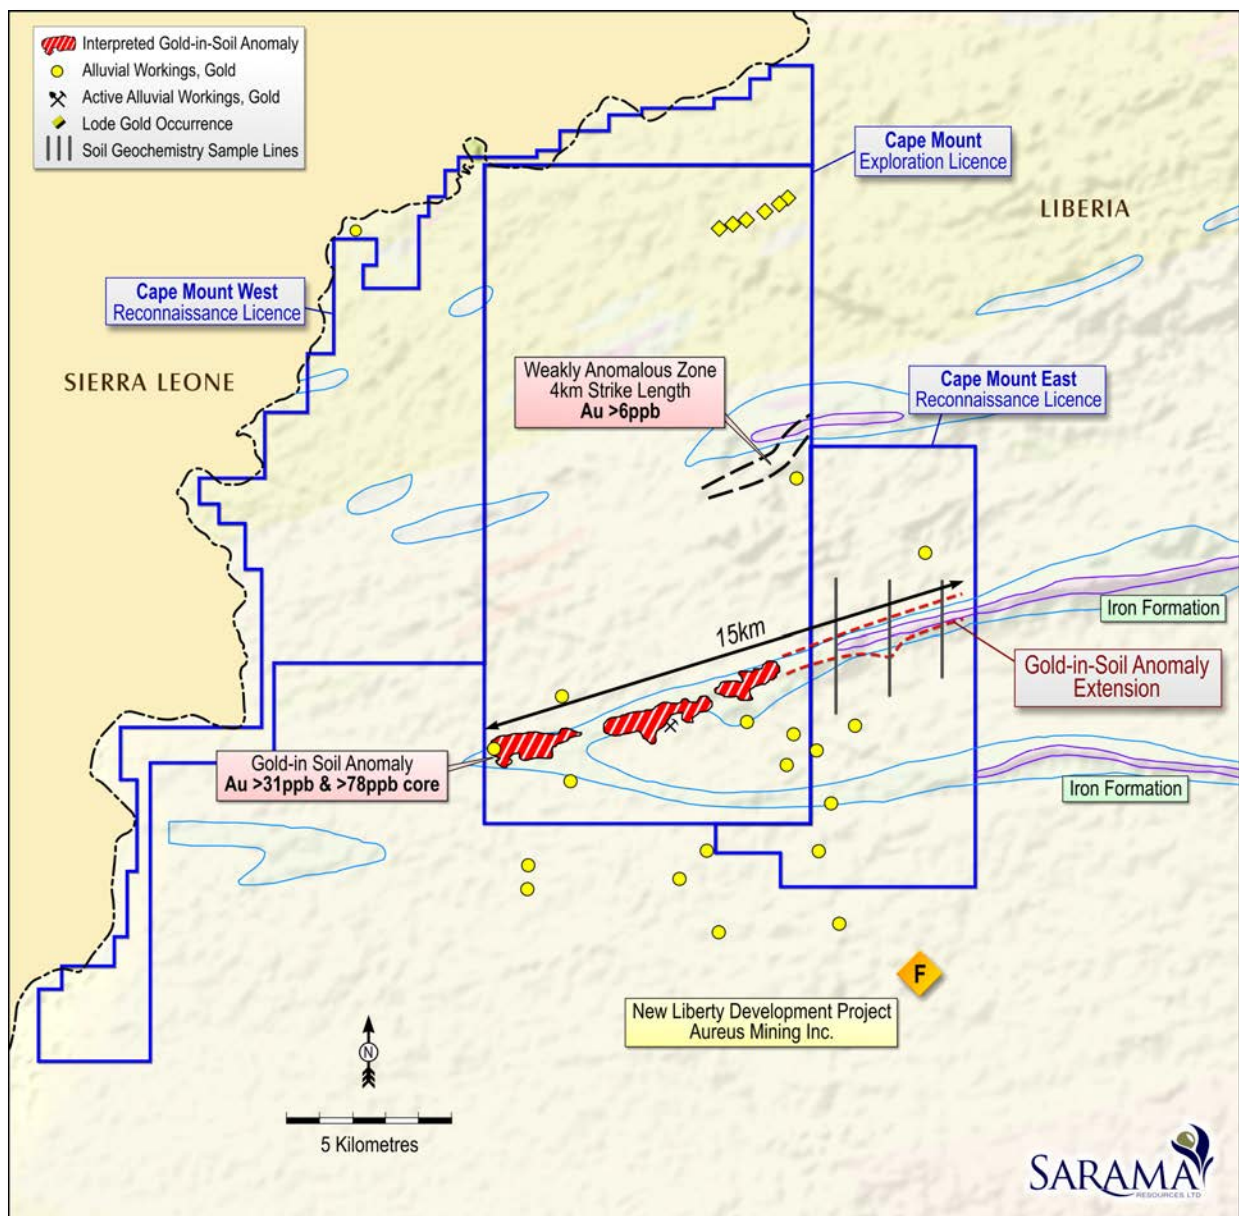 Interpreted Gold-in-Soil Anomaly
Alluvial Workings, Gold
Active Alluvial Workings, Gold
Lode Gold Occurrence
Soil Geochemistry Sample Lines
Cape Mount
Exploration Licence
LIBERIA
Cape Mount West
Reconnaissance Licence
SIERRA LEONE
Weakly Anomalous Zone
4km Strike Length
Au >6ppb
Cape Mount East
Reconnaissance Licence
15km
Iron Formation
Gold-in-Soil Anomaly
Extension
Gold-in Soil Anomaly
Au >31ppb & >78ppb core
Iron Formation
F
New Liberty Development Project
Aureus Mining Inc.
N
5 Kilometres
SARAMA
RESOURCES LTD